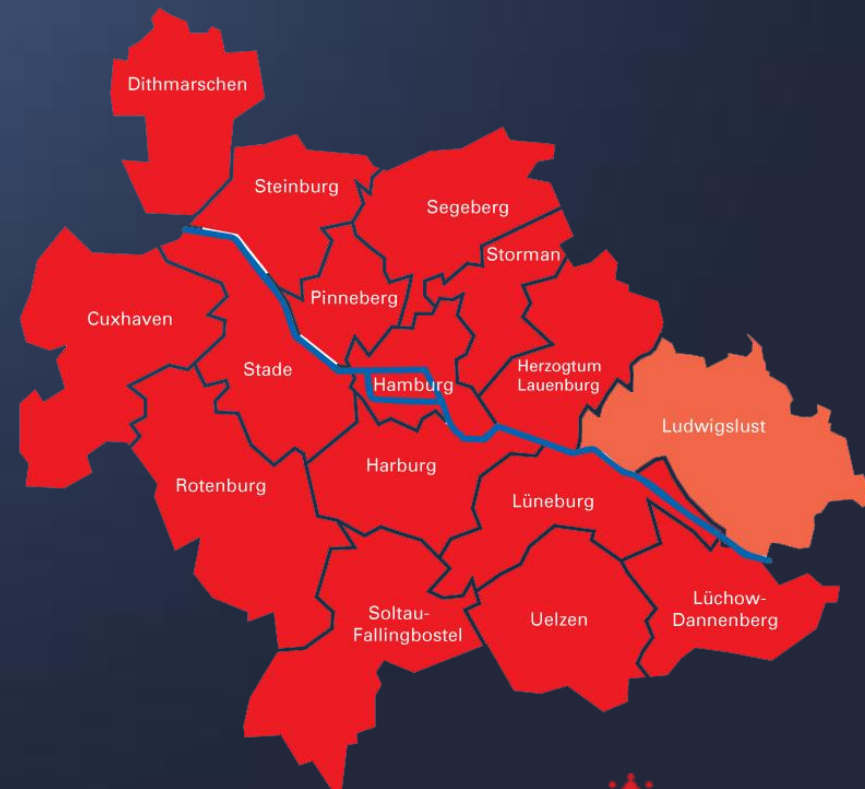 Dithmarschen
Steinburg
Segeberg
Storman
Pinneberg
Cuxhaven
Stade
Hamburg
Herzogtum
Lauenburg
Ludwigslust
Harburg
Rotenburg
Lüneburg
Soltau-
Fallingbostel
Uelzen
Lüchow-
Dannenberg